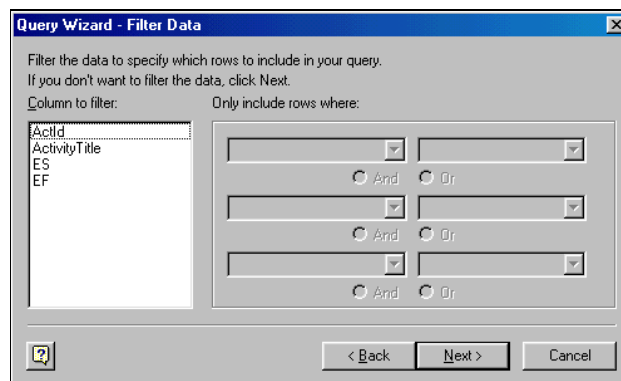 Query Wizard - Filter Data
Filter the data to specify which rows to include in your query.
If you don't want to filter the data, click Next.
Column to filter:
Only include rows where:
ActId
ActivityTitle
ES
EF
And Or
And Or
And Or
?
< Back
Next >
Cancel